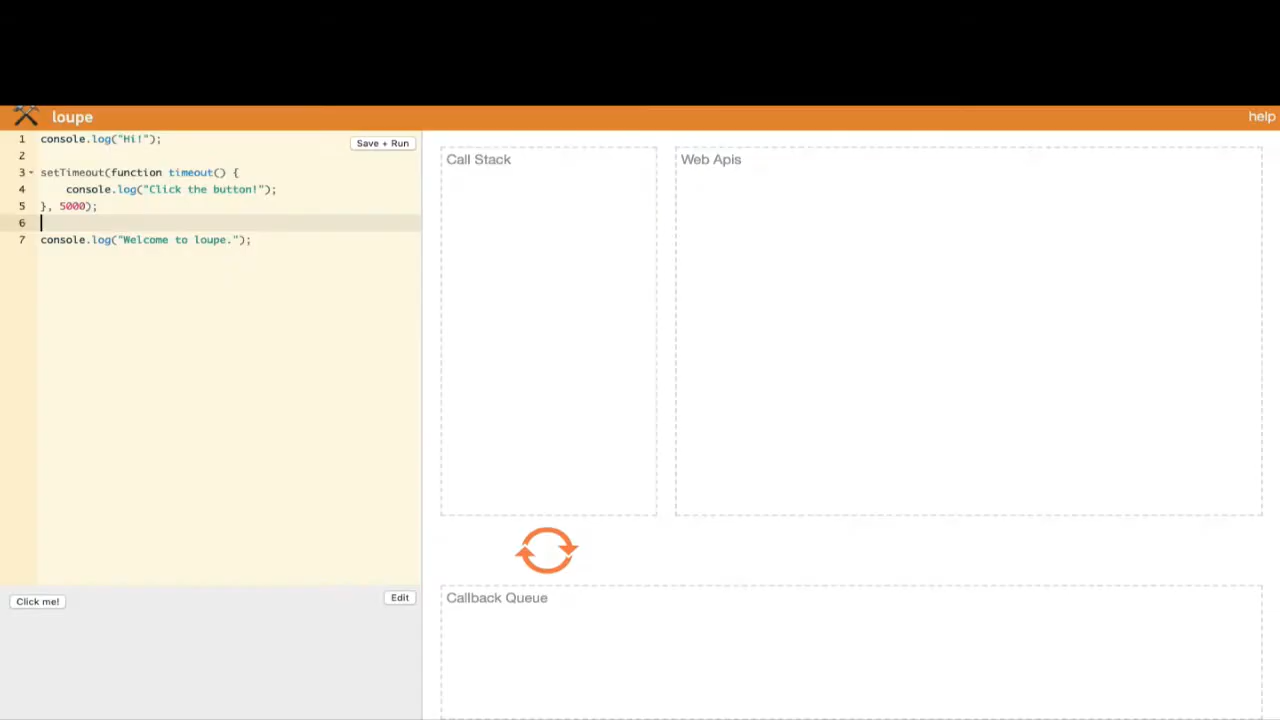 loupe
help
1 console.log("Hi!");
Save + Run
2
3 setTimeout(function timeout() {
4     console.log("Click the button!");
5 }, 5000);
6
7 console.log("Welcome to loupe.");
Call Stack
Web Apis
Click me!
Edit
Callback Queue